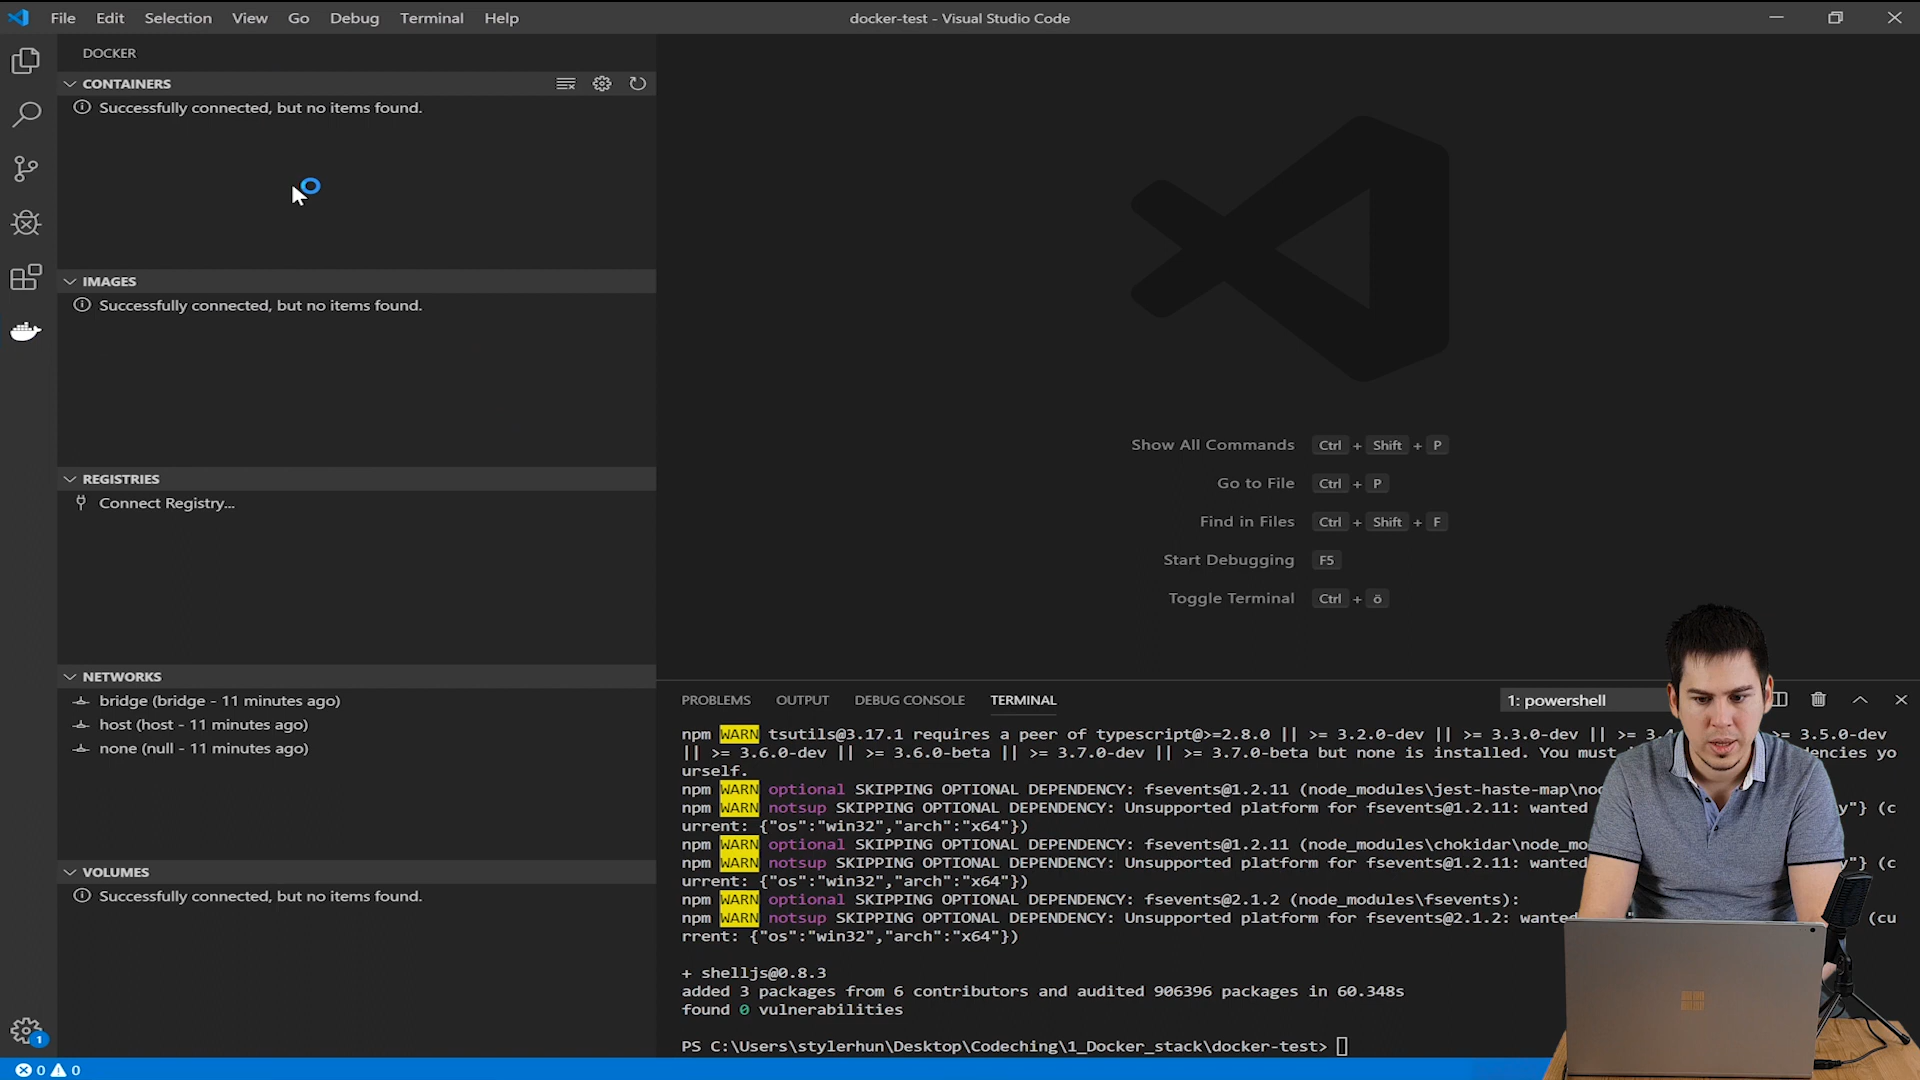 File Edit Selection View Go Debug Terminal Help
docker-test - Visual Studio Code
DOCKER
CONTAINERS
Successfully connected, but no items found.
IMAGES
Successfully connected, but no items found.
REGISTRIES
Connect Registry...
NETWORKS
bridge (bridge - 11 minutes ago)
host (host - 11 minutes ago)
none (null - 11 minutes ago)
VOLUMES
Successfully connected, but no items found.
1
0 0
Show All Commands Ctrl + Shift + P
Go to File Ctrl + P
Find in Files Ctrl + Shift + F
Start Debugging F5
Toggle Terminal Ctrl + ö
PROBLEMS OUTPUT DEBUG CONSOLE TERMINAL
1: powershell
npm WARN tsutils@3.17.1 requires a peer of typescript@>=2.8.0 || >= 3.2.0-dev || >= 3.3.0-dev || >= 3.5.0-dev
|| >= 3.6.0-dev || >= 3.6.0-beta || >= 3.7.0-dev || >= 3.7.0-beta but none is installed. You must yo
urself.
npm WARN optional SKIPPING OPTIONAL DEPENDENCY: fsevents@1.2.11 (node_modules\jest-haste-map\
npm WARN notsup SKIPPING OPTIONAL DEPENDENCY: Unsupported platform for fsevents@1.2.11: wanted "} (c
urrent: {"os":"win32","arch":"x64"})
npm WARN optional SKIPPING OPTIONAL DEPENDENCY: fsevents@1.2.11 (node_modules\chokidar\
npm WARN notsup SKIPPING OPTIONAL DEPENDENCY: Unsupported platform for fsevents@1.2.11: wanted "} (c
urrent: {"os":"win32","arch":"x64"})
npm WARN optional SKIPPING OPTIONAL DEPENDENCY: fsevents@2.1.2 (node_modules\fsevents):
npm WARN notsup SKIPPING OPTIONAL DEPENDENCY: Unsupported platform for fsevents@2.1.2: wanted (cu
rrent: {"os":"win32","arch":"x64"})
+ shelljs@0.8.3
added 3 packages from 6 contributors and audited 906396 packages in 60.348s
found 0 vulnerabilities
PS C:\Users\stylerhun\Desktop\Codeching\1_Docker_stack\docker-test>